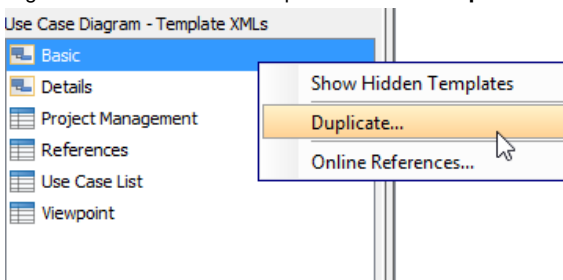 Use Case Diagram - Template XMLs
Basic
Details
Project Management
References
Use Case List
Viewpoint
Show Hidden Templates
Duplicate...
Online References...